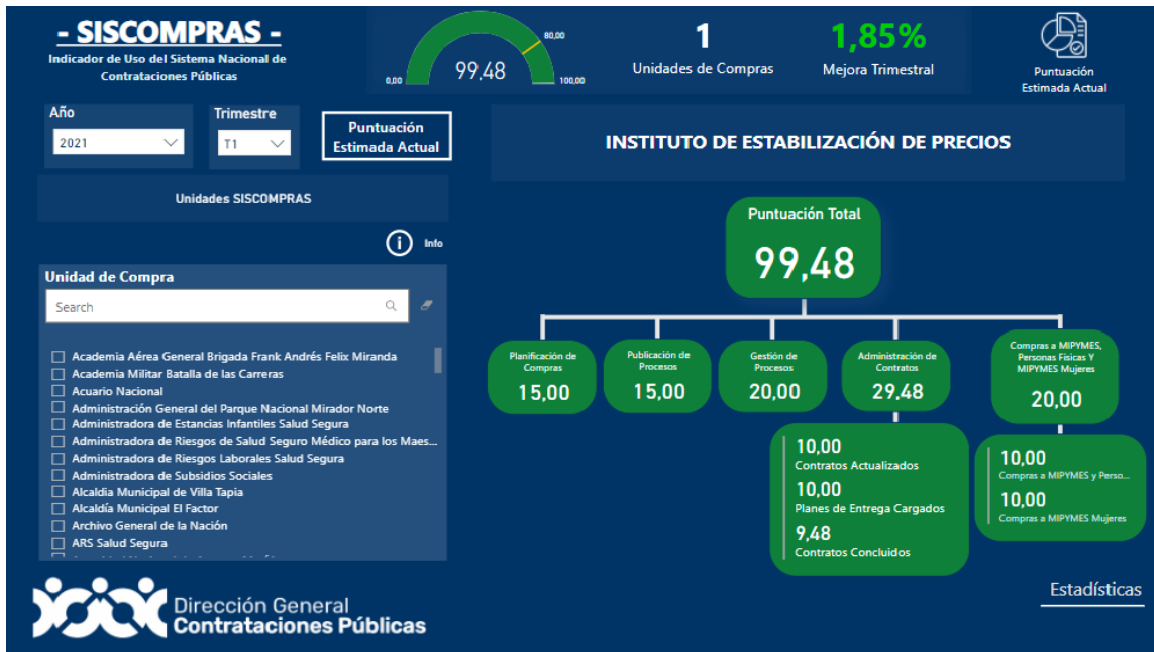 - SISCOMPRAS -
Indicador de Uso del Sistema Nacional de
Contrataciones Públicas
0,00
99,48
80,00
100,00
1
Unidades de Compras
1,85%
Mejora Trimestral
Puntuación
Estimada Actual
Año
2021
Trimestre
T1
Puntuación
Estimada Actual
INSTITUTO DE ESTABILIZACIÓN DE PRECIOS
Unidades SISCOMPRAS
i Info
Unidad de Compra
Search
Academia Aérea General Brigada Frank Andrés Felix Miranda
Academia Militar Batalla de las Carreras
Acuario Nacional
Administración General del Parque Nacional Mirador Norte
Administradora de Estancias Infantiles Salud Segura
Administradora de Riesgos de Salud Seguro Médico para los Maes...
Administradora de Riesgos Laborales Salud Segura
Administradora de Subsidios Sociales
Alcaldia Municipal de Villa Tapia
Alcaldía Municipal El Factor
Archivo General de la Nación
ARS Salud Segura
Puntuación Total
99,48
Planificación de
Compras
15,00
Publicación de
Procesos
15,00
Gestión de
Procesos
20,00
Administración de
Contratos
29,48
Compras a MIPYMES,
Personas Fisicas Y
MIPYMES Mujeres
20,00
10,00
Contratos Actualizados
10,00
Planes de Entrega Cargados
9,48
Contratos Concluidos
10,00
Compras a MIPYMES y Perso...
10,00
Compras a MIPYMES Mujeres
Estadísticas
Dirección General
Contrataciones Públicas